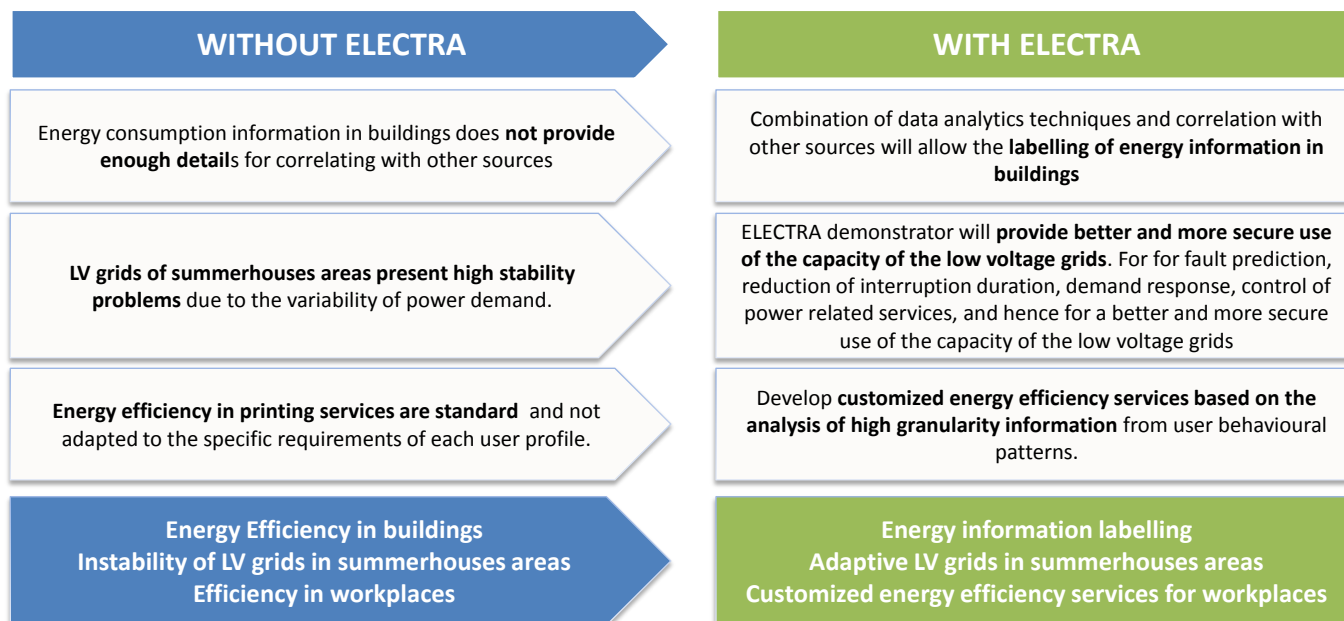 WITHOUT ELECTRA
WITH ELECTRA
Energy consumption information in buildings does not provide
enough details for correlating with other sources
Combination of data analytics techniques and correlation with
other sources will allow the labelling of energy information in
buildings
LV grids of summerhouses areas present high stability
problems due to the variability of power demand.
ELECTRA demonstrator will provide better and more secure use
of the capacity of the low voltage grids. For for fault prediction,
reduction of interruption duration, demand response, control of
power related services, and hence for a better and more secure
use of the capacity of the low voltage grids
Energy efficiency in printing services are standard and not
adapted to the specific requirements of each user profile.
Develop customized energy efficiency services based on the
analysis of high granularity information from user behavioural
patterns.
Energy Efficiency in buildings
Instability of LV grids in summerhouses areas
Efficiency in workplaces
Energy information labelling
Adaptive LV grids in summerhouses areas
Customized energy efficiency services for workplaces